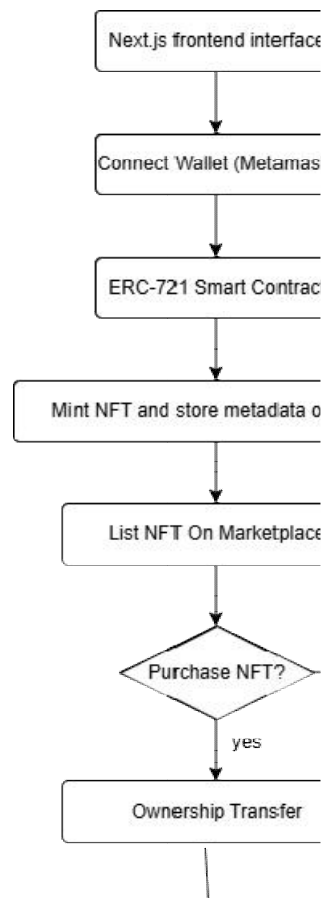 Next.js frontend interface
Connect Wallet (Metamas
ERC-721 Smart Contrac
Mint NFT and store metadata o
List NFT On Marketplace
Purchase NFT?
yes
Ownership Transfer